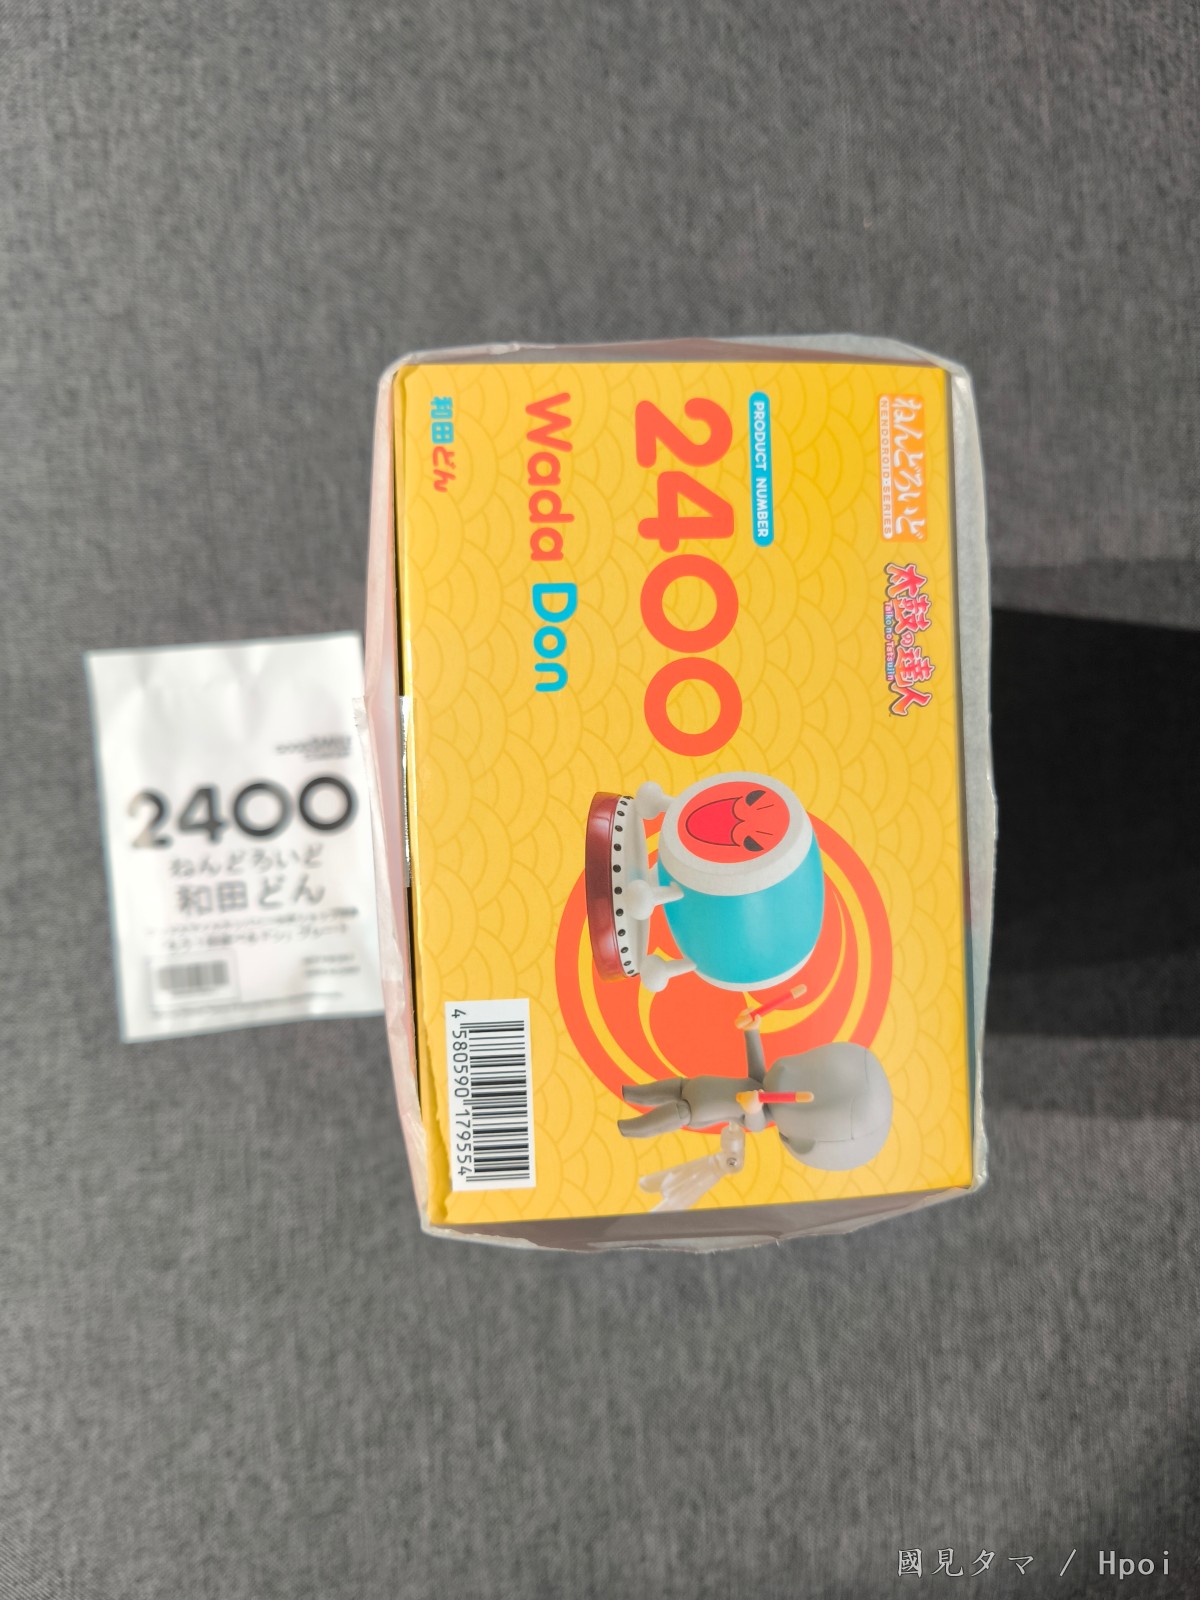 ねんどろいど
NENDOROID SERIES
太鼓の達人
Taiko no Tatsujin
PRODUCT NUMBER
2400
Wada Don
和田どん
4 580590 179554
2400
ねんどろいど
和田どん
國見タマ / Hpoi